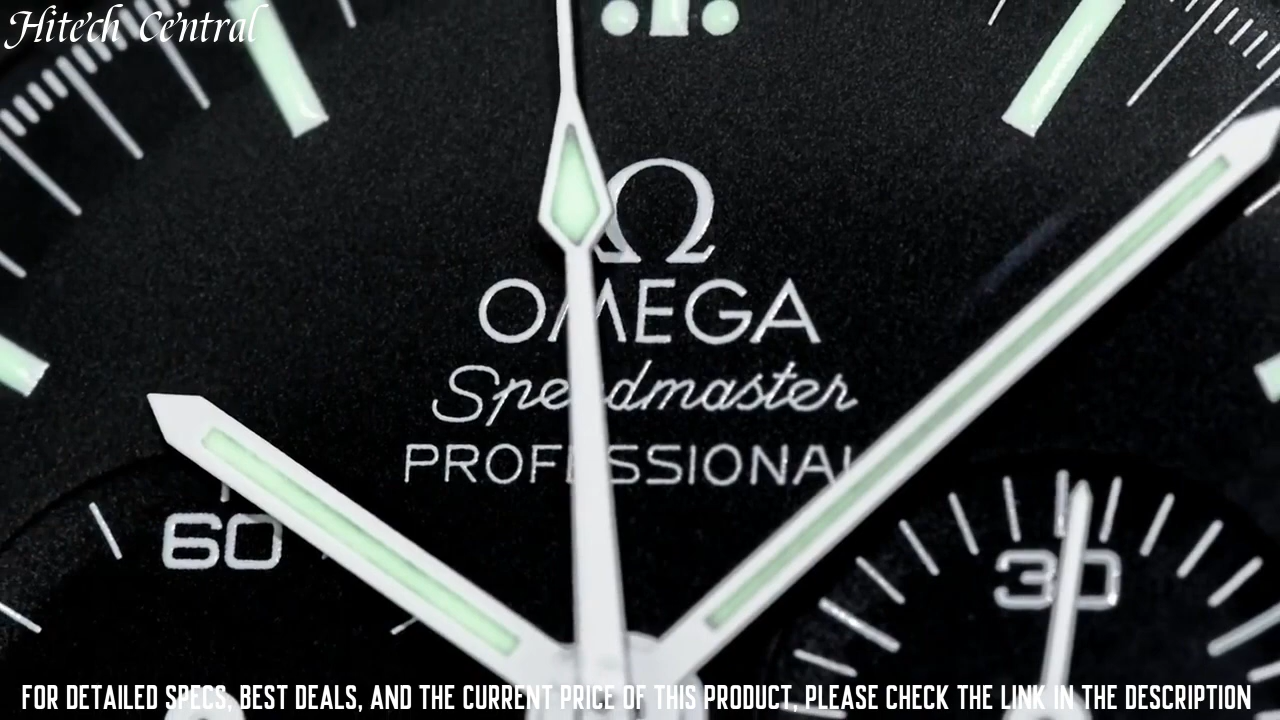 Hitech Central
Ω
OMEGA
Speedmaster
PROFESSIONAL
60
30
FOR DETAILED SPECS, BEST DEALS, AND THE CURRENT PRICE OF THIS PRODUCT, PLEASE CHECK THE LINK IN THE DESCRIPTION